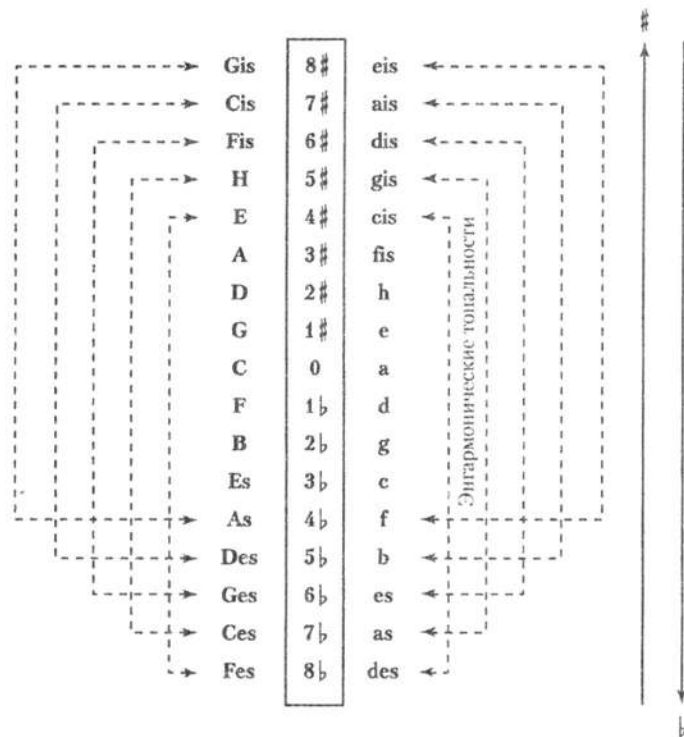 ♯
Gis 8♯ eis
Cis 7♯ ais
Fis 6♯ dis
H 5♯ gis
E 4♯ cis
A 3♯ fis
D 2♯ h
G 1♯ e
C 0 a
F 1♭ d
B 2♭ g
Es 3♭ c
As 4♭ f
Des 5♭ b
Ges 6♭ es
Ces 7♭ as
Fes 8♭ des
Энгармонические тональности
♭